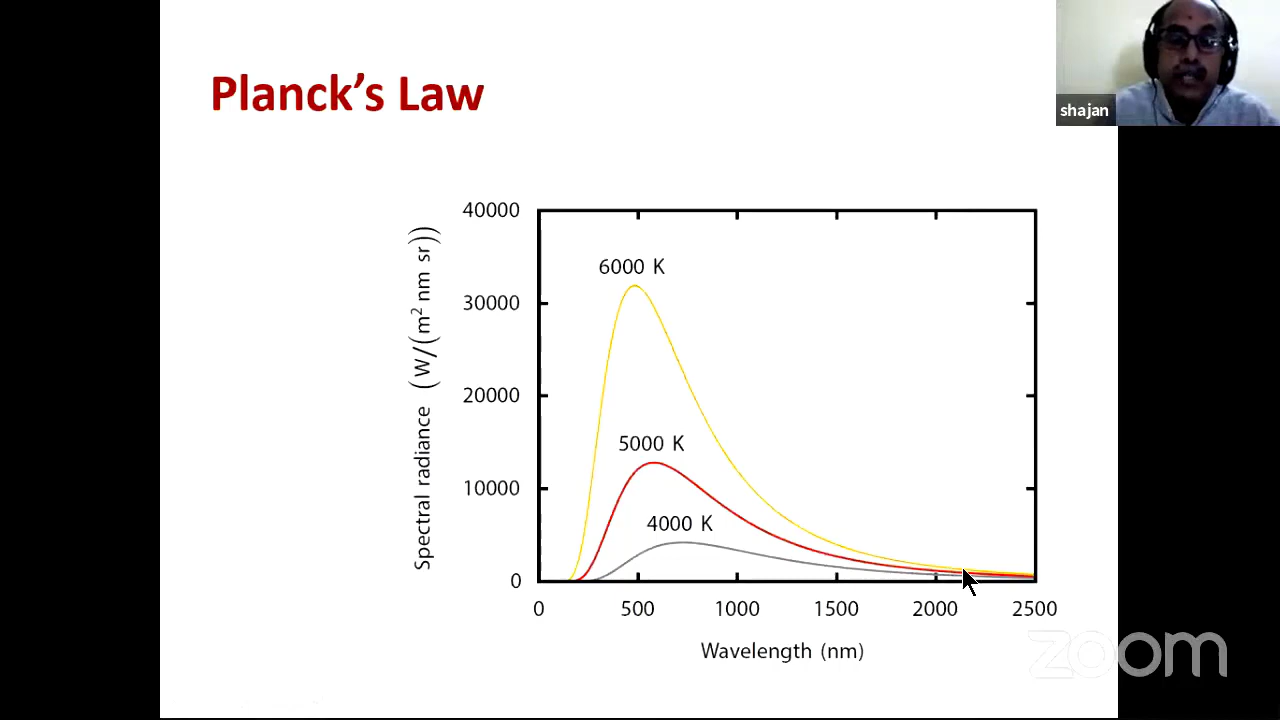 Planck's Law
shajan
Spectral radiance (W/(m² nm sr))
40000
30000
20000
10000
0
6000 K
5000 K
4000 K
0 500 1000 1500 2000 2500
Wavelength (nm)
zoom